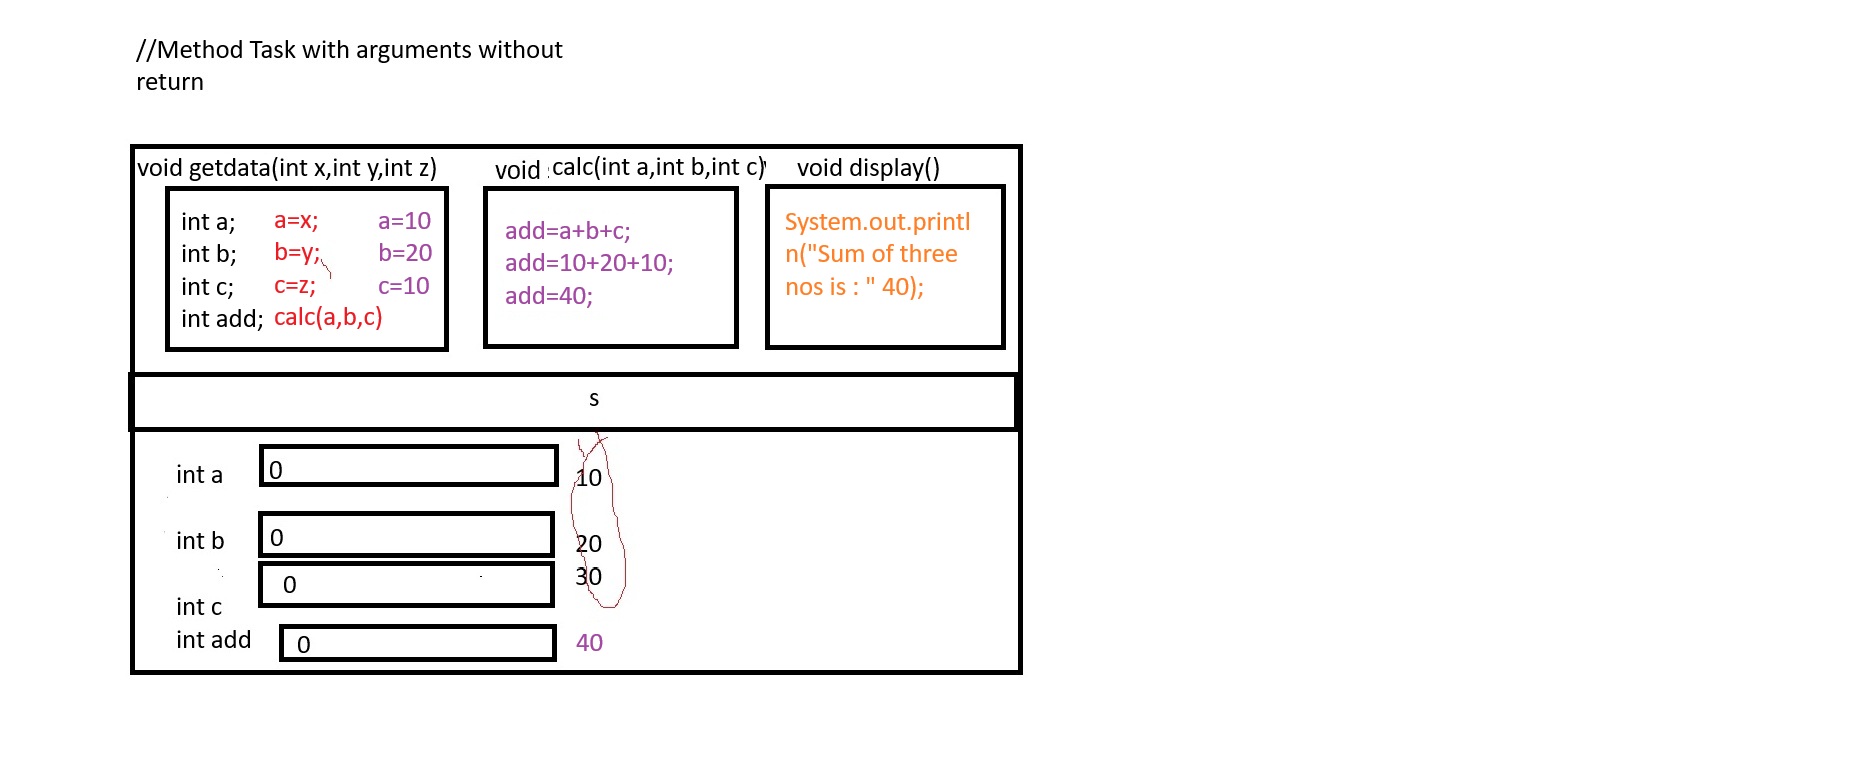 //Method Task with arguments without
return
void getdata(int x,int y,int z)
void calc(int a,int b,int c)
void display()
int a; a=x; a=10
int b; b=y; b=20
int c; c=z; c=10
int add; calc(a,b,c)
add=a+b+c;
add=10+20+10;
add=40;
System.out.printl
n("Sum of three
nos is : " 40);
s
int a 0 10
int b 0 20
0 30
int c
int add 0 40